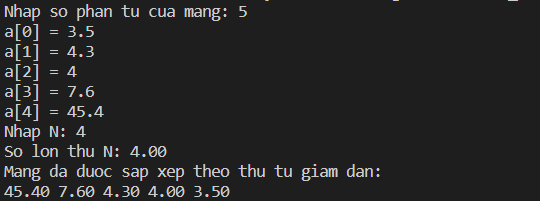 Nhap so phan tu cua mang: 5
a[0] = 3.5
a[1] = 4.3
a[2] = 4
a[3] = 7.6
a[4] = 45.4
Nhap N: 4
So lon thu N: 4.00
Mang da duoc sap xep theo thu tu giam dan:
45.40 7.60 4.30 4.00 3.50